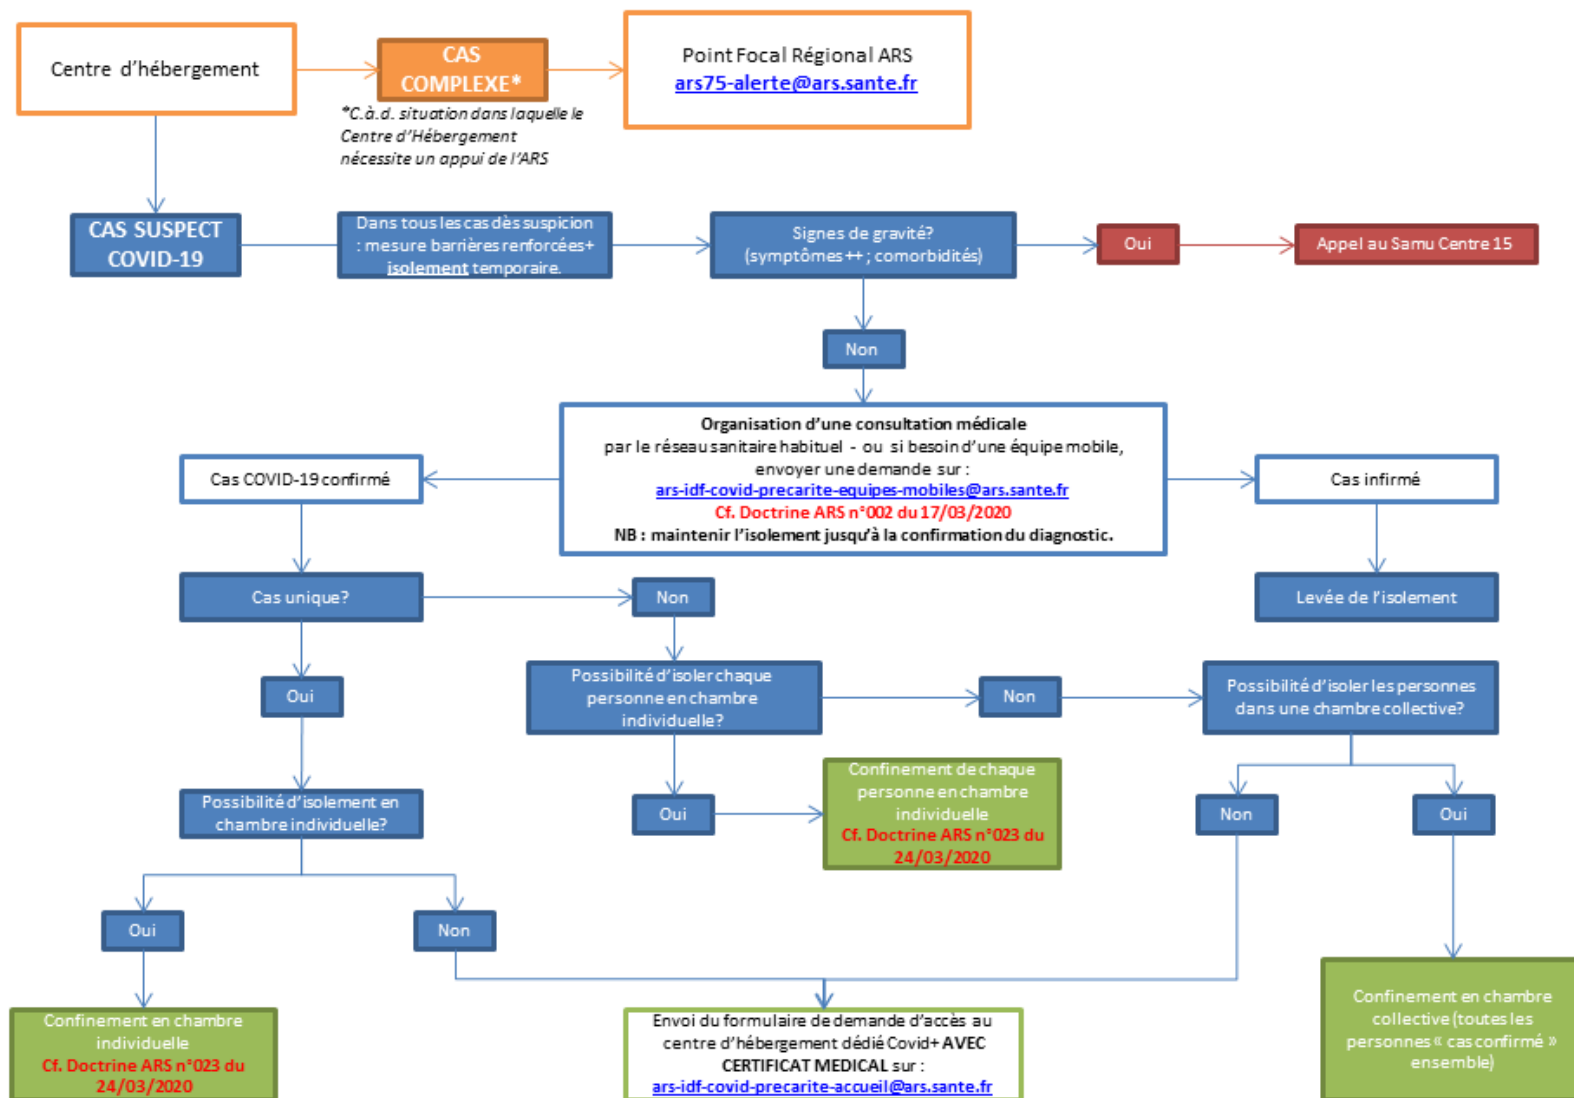 Centre d'hébergement
CAS
COMPLEXE*
Point Focal Régional ARS
ars75-alerte@ars.sante.fr
*C.à.d. situation dans laquelle le
Centre d'Hébergement
nécessite un appui de l'ARS
CAS SUSPECT
COVID-19
Dans tous les cas dès suspicion
: mesure barrières renforcées+
isolement temporaire.
Signes de gravité?
(symptômes ++ ; comorbidités)
Oui
Appel au Samu Centre 15
Non
Organisation d'une consultation médicale
par le réseau sanitaire habituel - ou si besoin d'une équipe mobile,
envoyer une demande sur :
ars-idf-covid-precarite-equipes-mobiles@ars.sante.fr
Cf. Doctrine ARS n°002 du 17/03/2020
NB : maintenir l'isolement jusqu'à la confirmation du diagnostic.
Cas COVID-19 confirmé
Cas infirmé
Cas unique?
Non
Levée de l'isolement
Oui
Possibilité d'isoler chaque
personne en chambre
individuelle?
Non
Possibilité d'isoler les personnes
dans une chambre collective?
Possibilité d'isolement en
chambre individuelle?
Oui
Confinement de chaque
personne en chambre
individuelle
Cf. Doctrine ARS n°023 du
24/03/2020
Non
Oui
Oui
Non
Confinement en chambre
individuelle
Cf. Doctrine ARS n°023 du
24/03/2020
Envoi du formulaire de demande d'accès au
centre d'hébergement dédié Covid+ AVEC
CERTIFICAT MEDICAL sur :
ars-idf-covid-precarite-accueil@ars.sante.fr
Confinement en chambre
collective (toutes les
personnes « cas confirmé »
ensemble)